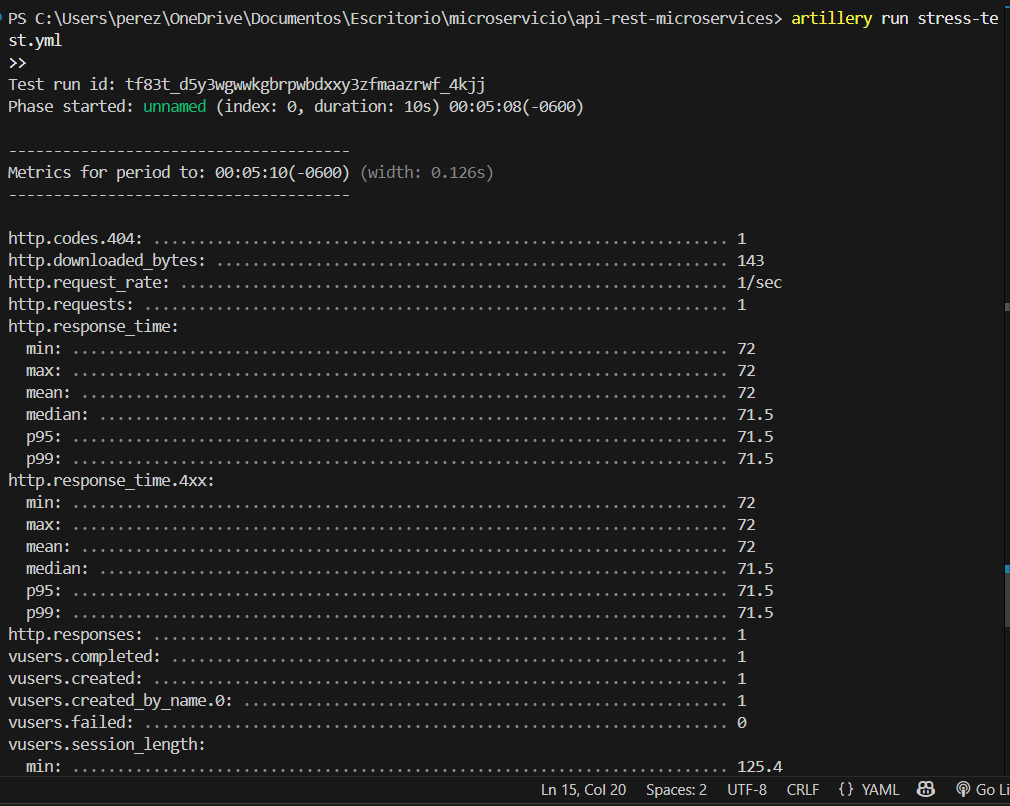 PS C:\Users\perez\OneDrive\Documentos\Escritorio\microservicio\api-rest-microservices> artillery run stress-te
st.yml
>>
Test run id: tf83t_d5y3wgwwkgbrpwbdxxy3zfmaazrwf_4kjj
Phase started: unnamed (index: 0, duration: 10s) 00:05:08(-0600)
--------------------------------------
Metrics for period to: 00:05:10(-0600) (width: 0.126s)
--------------------------------------
http.codes.404: ................................................................ 1
http.downloaded_bytes: ......................................................... 143
http.request_rate: ............................................................. 1/sec
http.requests: ................................................................. 1
http.response_time:
  min: ......................................................................... 72
  max: ......................................................................... 72
  mean: ........................................................................ 72
  median: ...................................................................... 71.5
  p95: ......................................................................... 71.5
  p99: ......................................................................... 71.5
http.response_time.4xx:
  min: ......................................................................... 72
  max: ......................................................................... 72
  mean: ........................................................................ 72
  median: ...................................................................... 71.5
  p95: ......................................................................... 71.5
  p99: ......................................................................... 71.5
http.responses: ................................................................ 1
vusers.completed: .............................................................. 1
vusers.created: ................................................................ 1
vusers.created_by_name.0: ...................................................... 1
vusers.failed: ................................................................. 0
vusers.session_length:
  min: ......................................................................... 125.4
Ln 15, Col 20 Spaces: 2 UTF-8 CRLF {} YAML Go Li